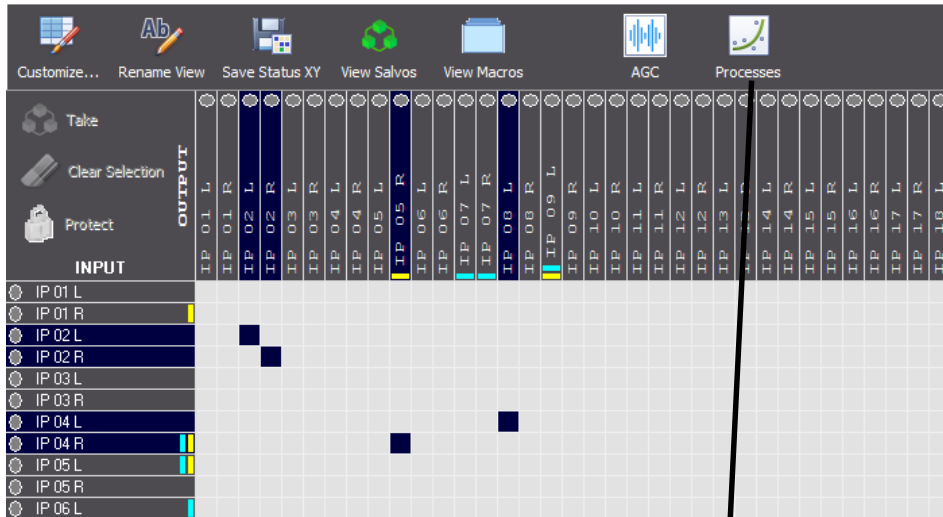 Customize... Rename View Save Status XY View Salvos View Macros AGC Processes
Take
Clear Selection
Protect
OUTPUT
INPUT
IP 01 L
IP 01 R
IP 02 L
IP 02 R
IP 03 L
IP 03 R
IP 04 L
IP 04 R
IP 05 L
IP 05 R
IP 06 L
IP 06 R
IP 07 L
IP 07 R
IP 08 L
IP 08 R
IP 09 L
IP 09 R
IP 10 L
IP 10 R
IP 11 L
IP 11 R
IP 12 L
IP 12 R
IP 13 L
IP 13 R
IP 14 L
IP 14 R
IP 15 L
IP 15 R
IP 16 L
IP 16 R
IP 17 L
IP 17 R
IP 18 L
IP 01 L
IP 01 R
IP 02 L
IP 02 R
IP 03 L
IP 03 R
IP 04 L
IP 04 R
IP 05 L
IP 05 R
IP 06 L